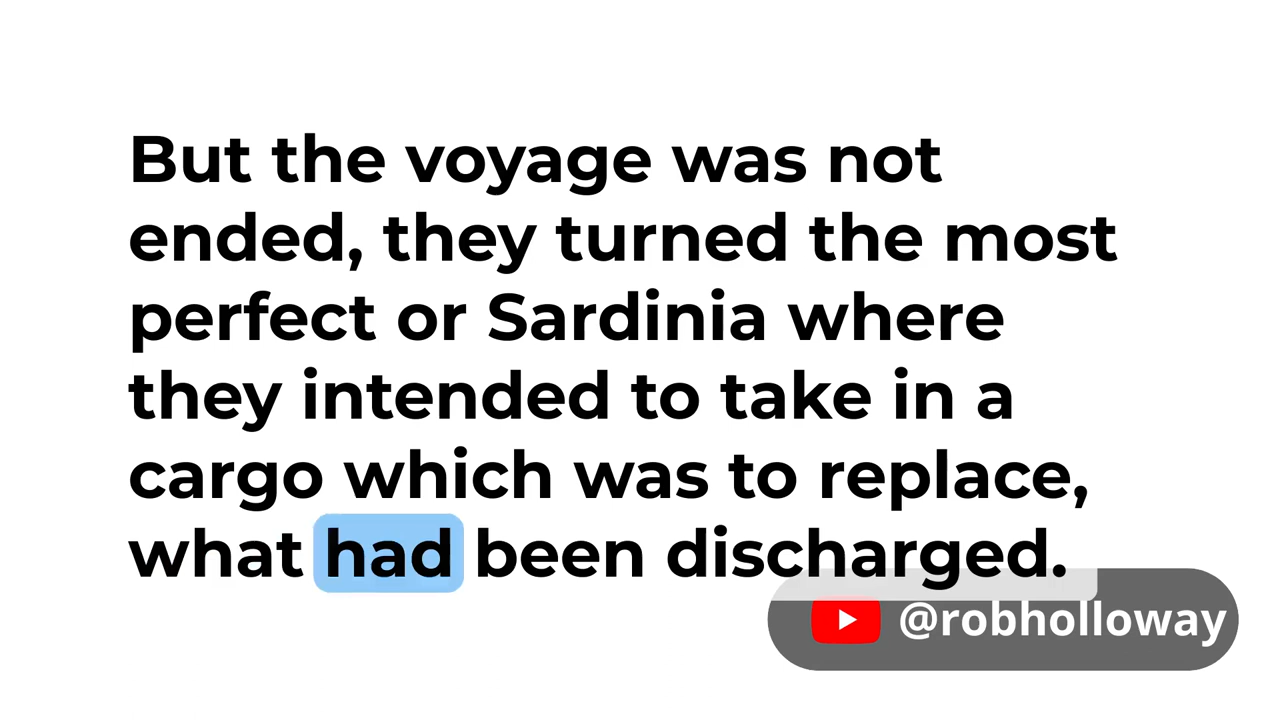 But the voyage was not
ended, they turned the most
perfect or Sardinia where
they intended to take in a
cargo which was to replace,
what had been discharged.
@robholloway